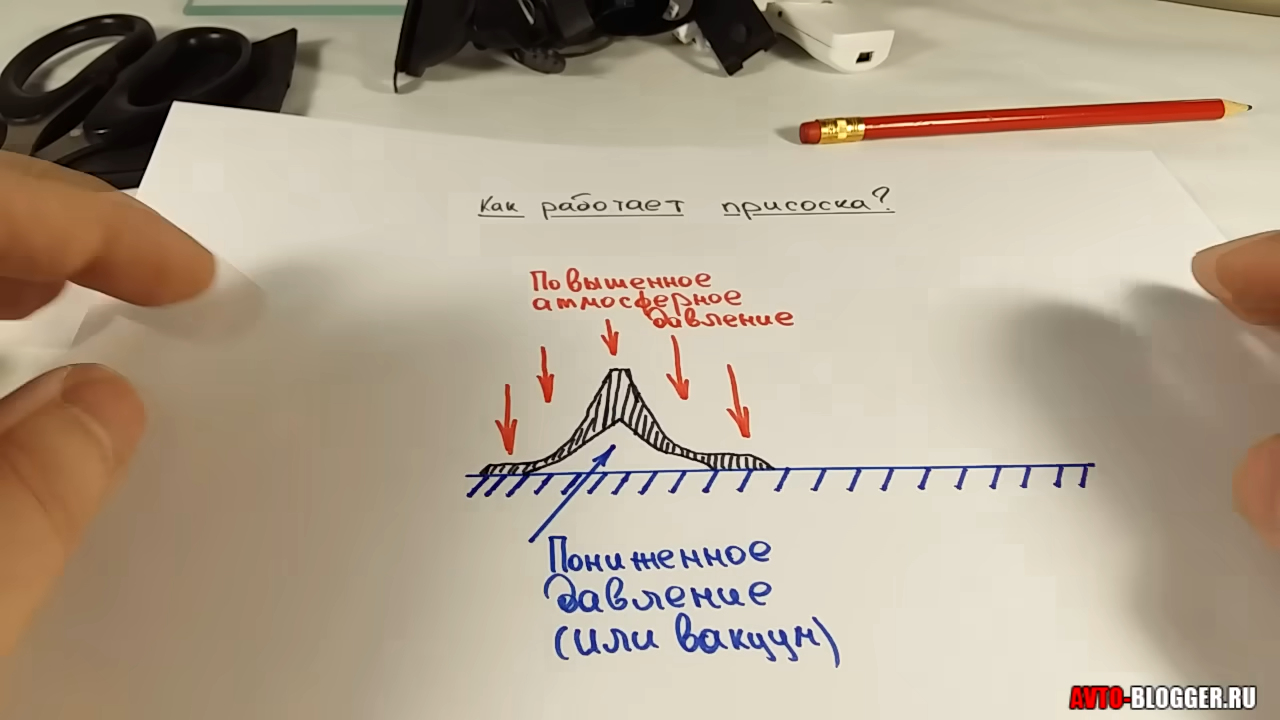 Как работает присоска?
Повышенное
атмосферное
давление
Пониженное
давление
(или вакуум)
AVTO-BLOGGER.RU